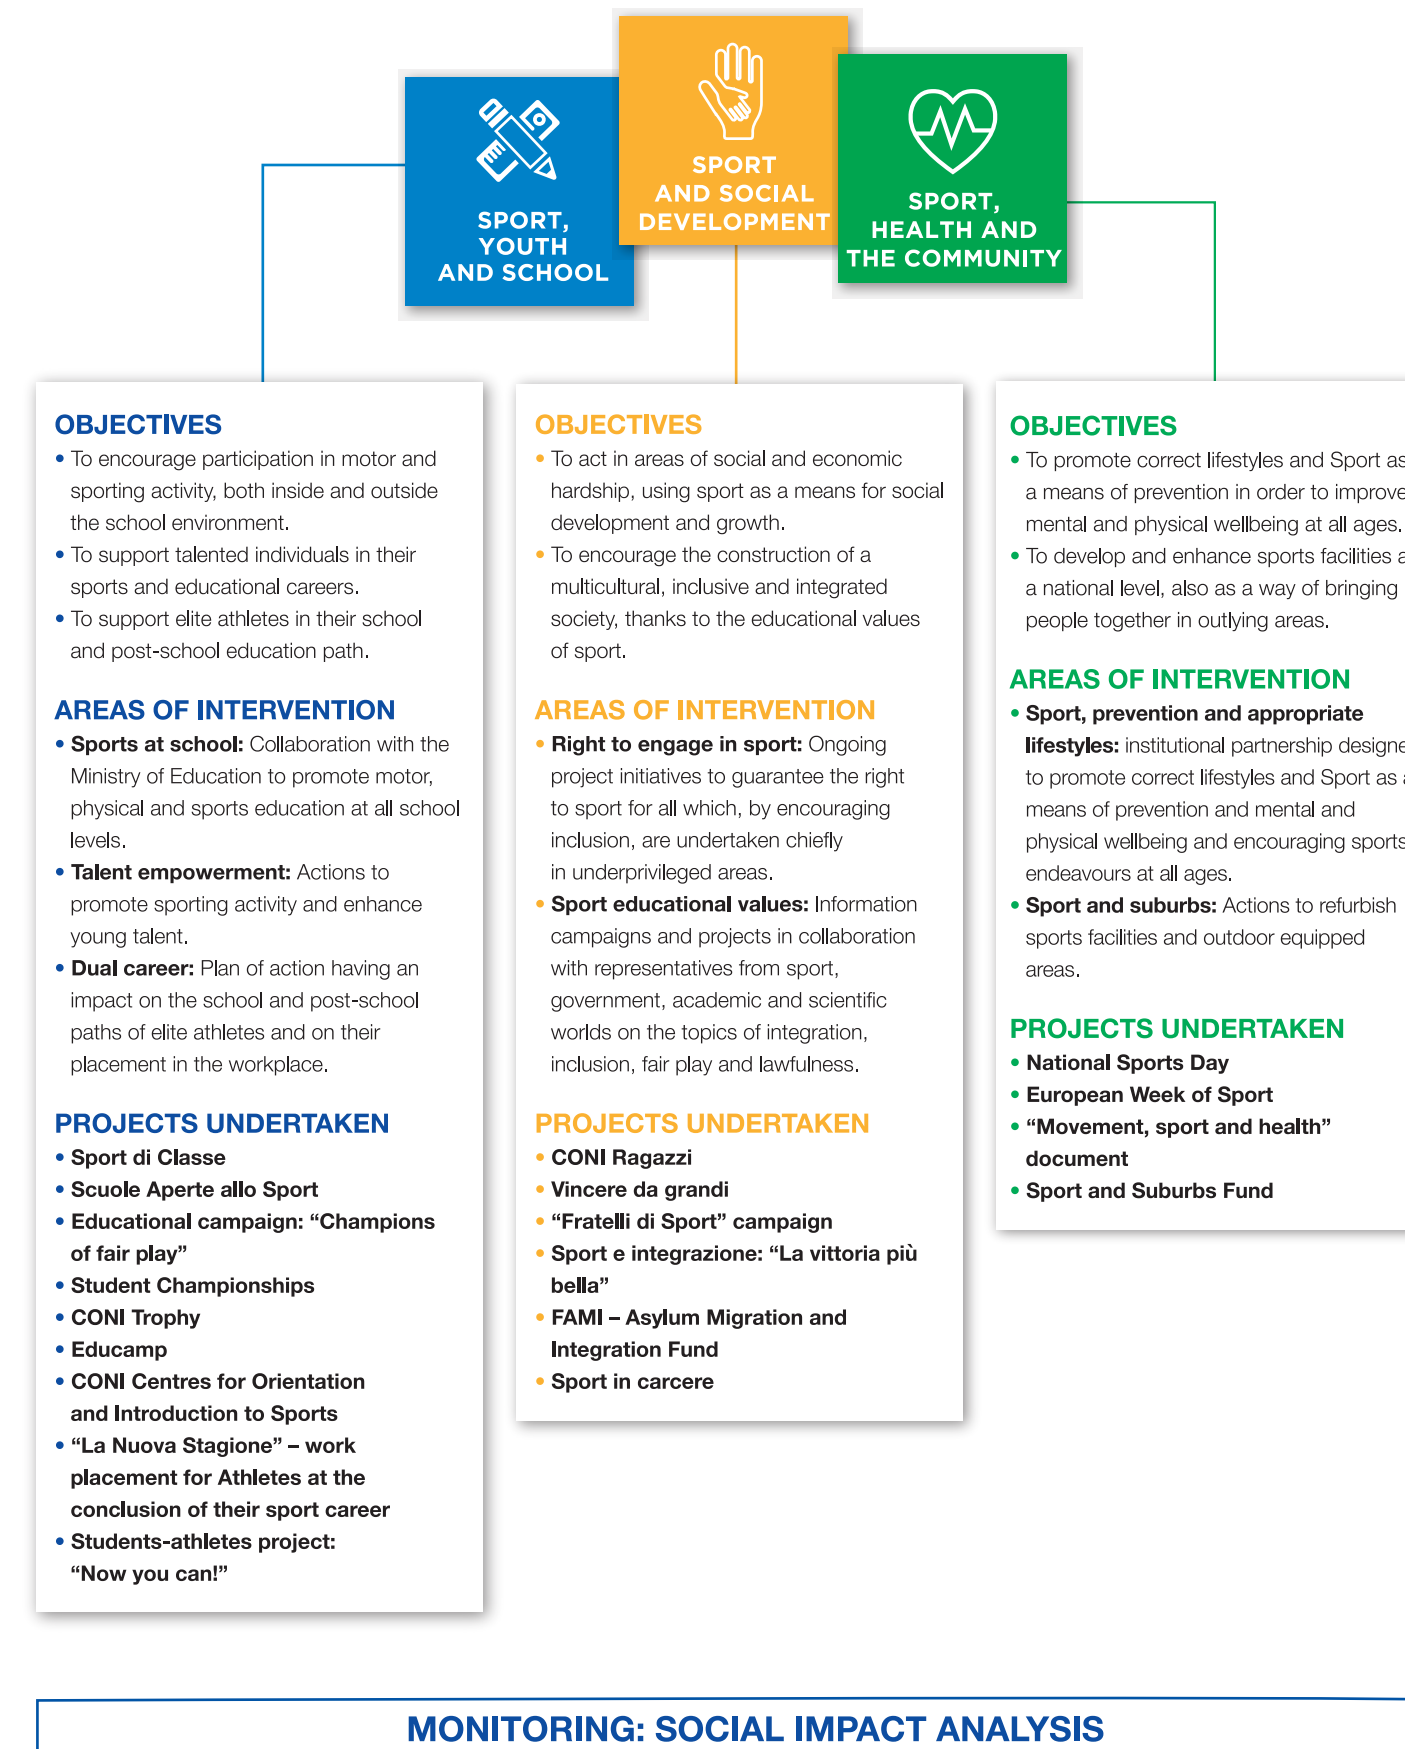 SPORT,
YOUTH
AND SCHOOL
SPORT
AND SOCIAL
DEVELOPMENT
SPORT,
HEALTH AND
THE COMMUNITY
OBJECTIVES
• To encourage participation in motor and
sporting activity, both inside and outside
the school environment.
• To support talented individuals in their
sports and educational careers.
• To support elite athletes in their school
and post-school education path.
AREAS OF INTERVENTION
• Sports at school: Collaboration with the
Ministry of Education to promote motor,
physical and sports education at all school
levels.
• Talent empowerment: Actions to
promote sporting activity and enhance
young talent.
• Dual career: Plan of action having an
impact on the school and post-school
paths of elite athletes and on their
placement in the workplace.
PROJECTS UNDERTAKEN
• Sport di Classe
• Scuole Aperte allo Sport
• Educational campaign: “Champions
of fair play”
• Student Championships
• CONI Trophy
• Educamp
• CONI Centres for Orientation
and Introduction to Sports
• “La Nuova Stagione” – work
placement for Athletes at the
conclusion of their sport career
• Students-athletes project:
“Now you can!”
OBJECTIVES
• To act in areas of social and economic
hardship, using sport as a means for social
development and growth.
• To encourage the construction of a
multicultural, inclusive and integrated
society, thanks to the educational values
of sport.
AREAS OF INTERVENTION
• Right to engage in sport: Ongoing
project initiatives to guarantee the right
to sport for all which, by encouraging
inclusion, are undertaken chiefly
in underprivileged areas.
• Sport educational values: Information
campaigns and projects in collaboration
with representatives from sport,
government, academic and scientific
worlds on the topics of integration,
inclusion, fair play and lawfulness.
PROJECTS UNDERTAKEN
• CONI Ragazzi
• Vincere da grandi
• “Fratelli di Sport” campaign
• Sport e integrazione: “La vittoria più
bella”
• FAMI – Asylum Migration and
Integration Fund
• Sport in carcere
OBJECTIVES
• To promote correct lifestyles and Sport as
a means of prevention in order to improve
mental and physical wellbeing at all ages.
• To develop and enhance sports facilities
a national level, also as a way of bringing
people together in outlying areas.
AREAS OF INTERVENTION
• Sport, prevention and appropriate
lifestyles: institutional partnership designe
to promote correct lifestyles and Sport as
means of prevention and mental and
physical wellbeing and encouraging sports
endeavours at all ages.
• Sport and suburbs: Actions to refurbish
sports facilities and outdoor equipped
areas.
PROJECTS UNDERTAKEN
• National Sports Day
• European Week of Sport
• “Movement, sport and health”
document
• Sport and Suburbs Fund
MONITORING: SOCIAL IMPACT ANALYSIS